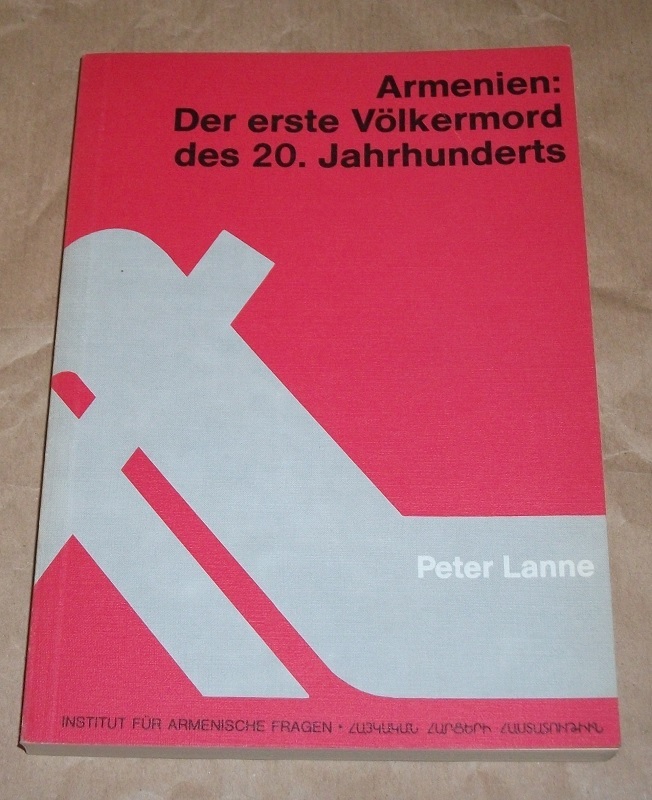 Armenien:
Der erste Völkermord
des 20. Jahrhunderts
Peter Lanne
INSTITUT FÜR ARMENISCHE FRAGEN • ՀԱՅԿԱԿԱՆ ՀԱՐՑԵՐԻ ՀԱՍՏԱՏՈՒԹԻՒՆ